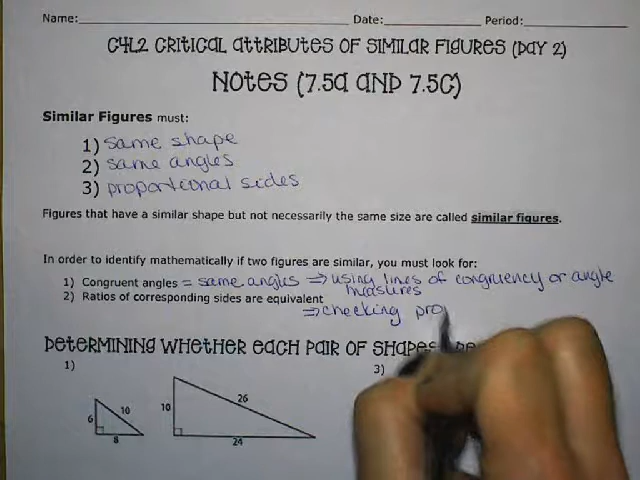 Name: Date: Period:
C4L2 Critical Attributes of Similar Figures (Day 2)
Notes (7.5A and 7.5C)
Similar Figures must:
1) same shape
2) same angles
3) proportional sides
Figures that have a similar shape but not necessarily the same size are called similar figures.
In order to identify mathematically if two figures are similar, you must look for:
1) Congruent angles = same angles ⇒ using lines of congruency or angle
measures
2) Ratios of corresponding sides are equivalent
⇒ checking pro
Determining whether each pair of shapes
1) 3)
6 10 8
10 26 24